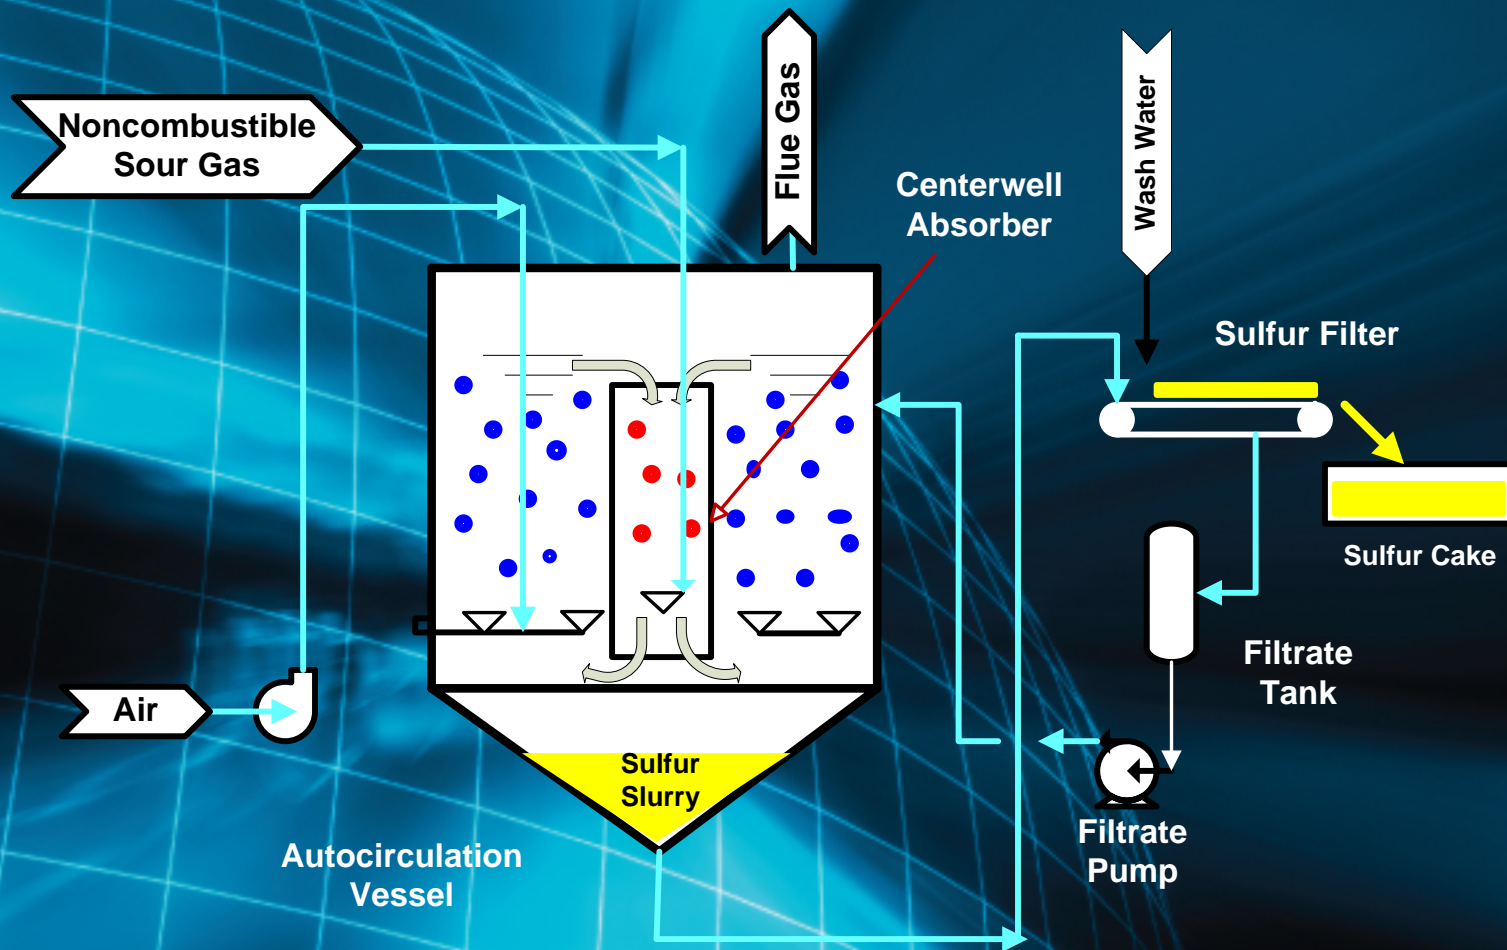 Noncombustible
Sour Gas
Flue Gas
Wash Water
Centerwell
Absorber
Sulfur Filter
Sulfur Cake
Filtrate
Tank
Air
Sulfur
Slurry
Filtrate
Pump
Autocirculation
Vessel